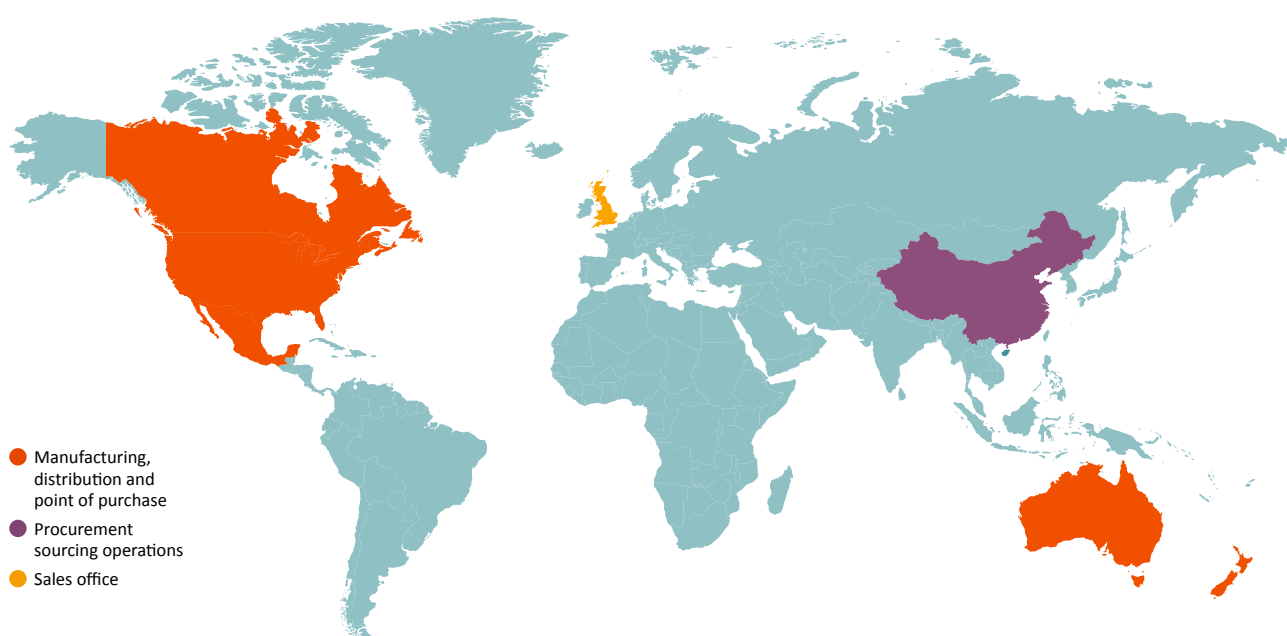 Manufacturing,
distribution and
point of purchase
Procurement
sourcing operations
Sales office